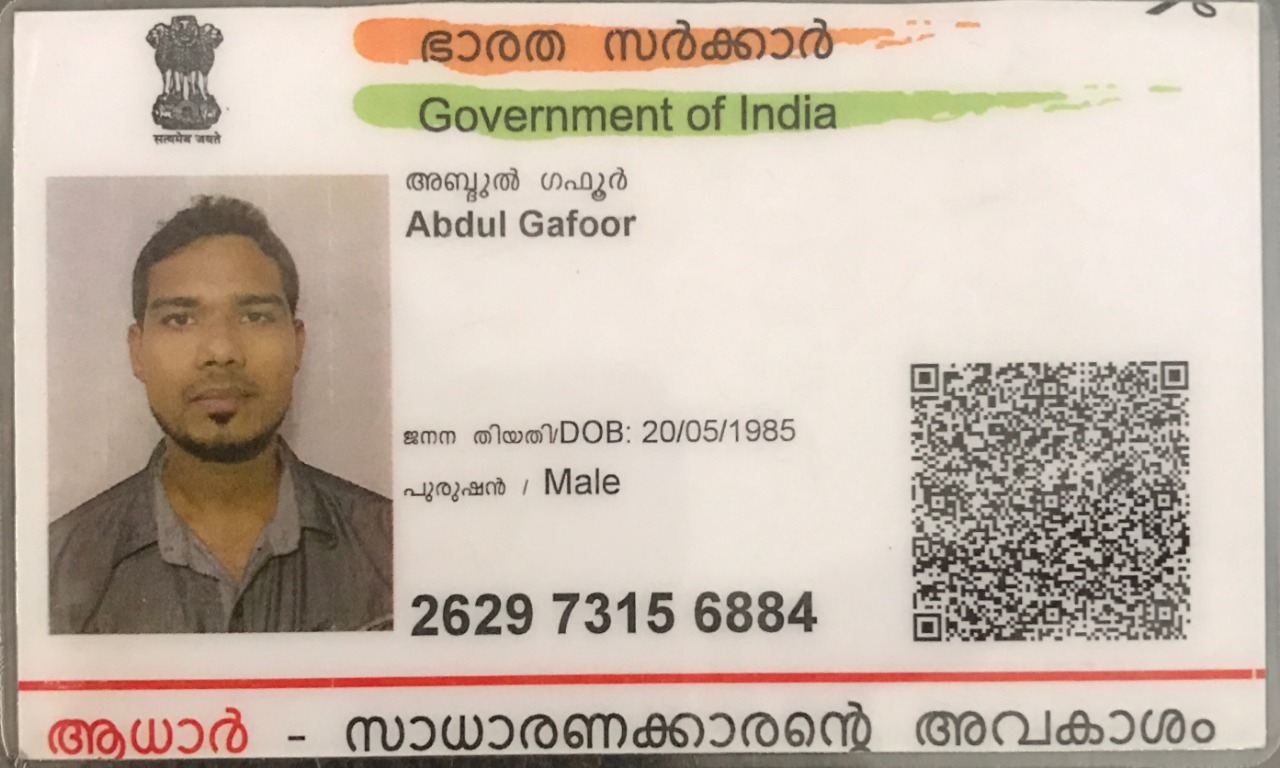 ഭാരത സർക്കാർ
Government of India
सत्यमेव जयते
അബ്ദുൽ ഗഫൂർ
Abdul Gafoor
ജനന തിയതി/DOB: 20/05/1985
പുരുഷൻ / Male
2629 7315 6884
ആധാർ - സാധാരണക്കാരന്റെ അവകാശം